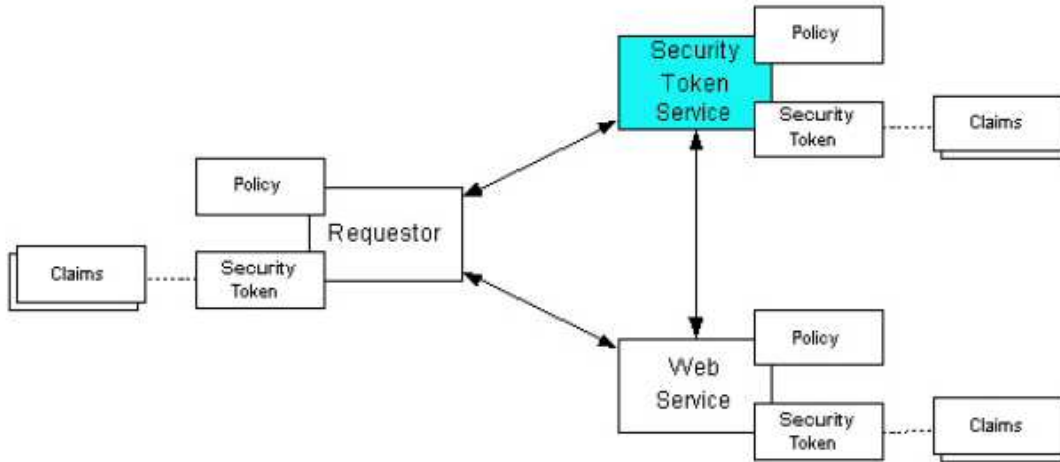 Policy
Security
Token
Service
Security
Token
Claims
Policy
Requestor
Claims
Security
Token
Policy
Web
Service
Security
Token
Claims